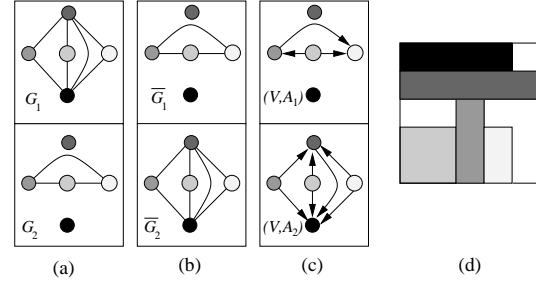 G₁
G̅₁
(V,A₁)
G₂
G̅₂
(V,A₂)
(a)
(b)
(c)
(d)